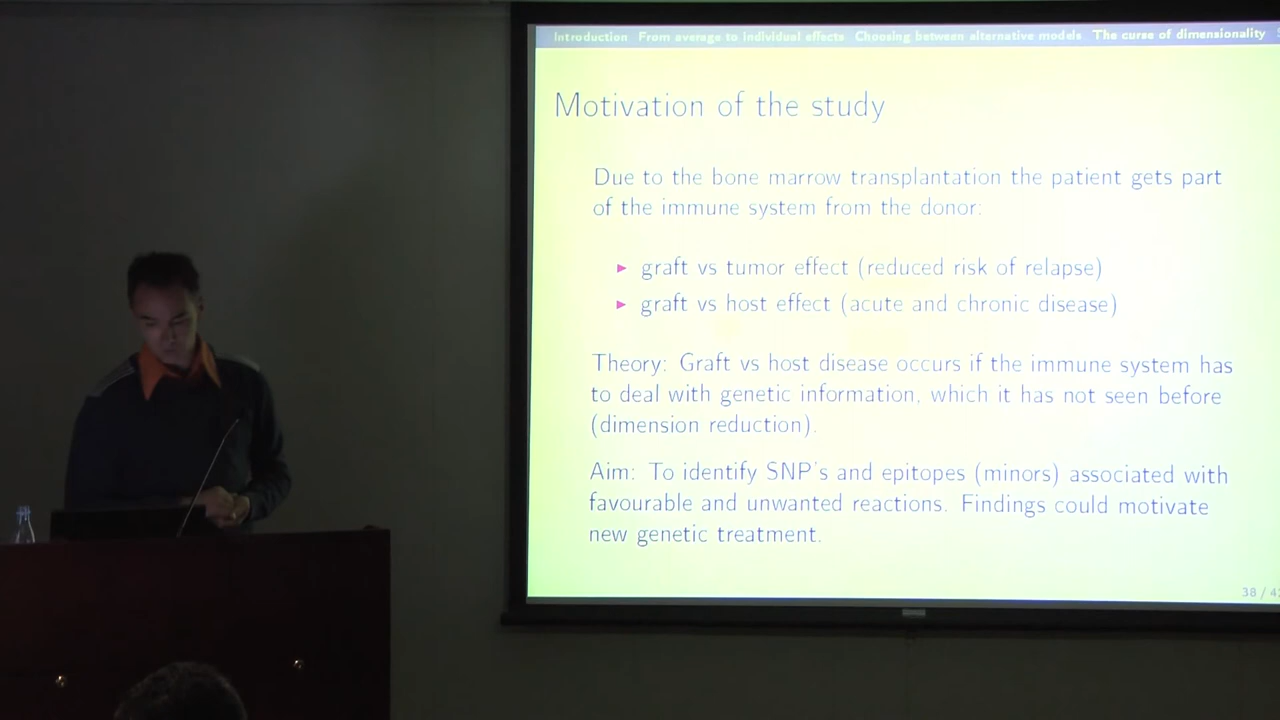 Introduction From average to individual effects Choosing between alternative models The curse of dimensionality
Motivation of the study
Due to the bone marrow transplantation the patient gets part
of the immune system from the donor:
► graft vs tumor effect (reduced risk of relapse)
► graft vs host effect (acute and chronic disease)
Theory: Graft vs host disease occurs if the immune system has
to deal with genetic information, which it has not seen before
(dimension reduction).
Aim: To identify SNP's and epitopes (minors) associated with
favourable and unwanted reactions. Findings could motivate
new genetic treatment.
38 / 4